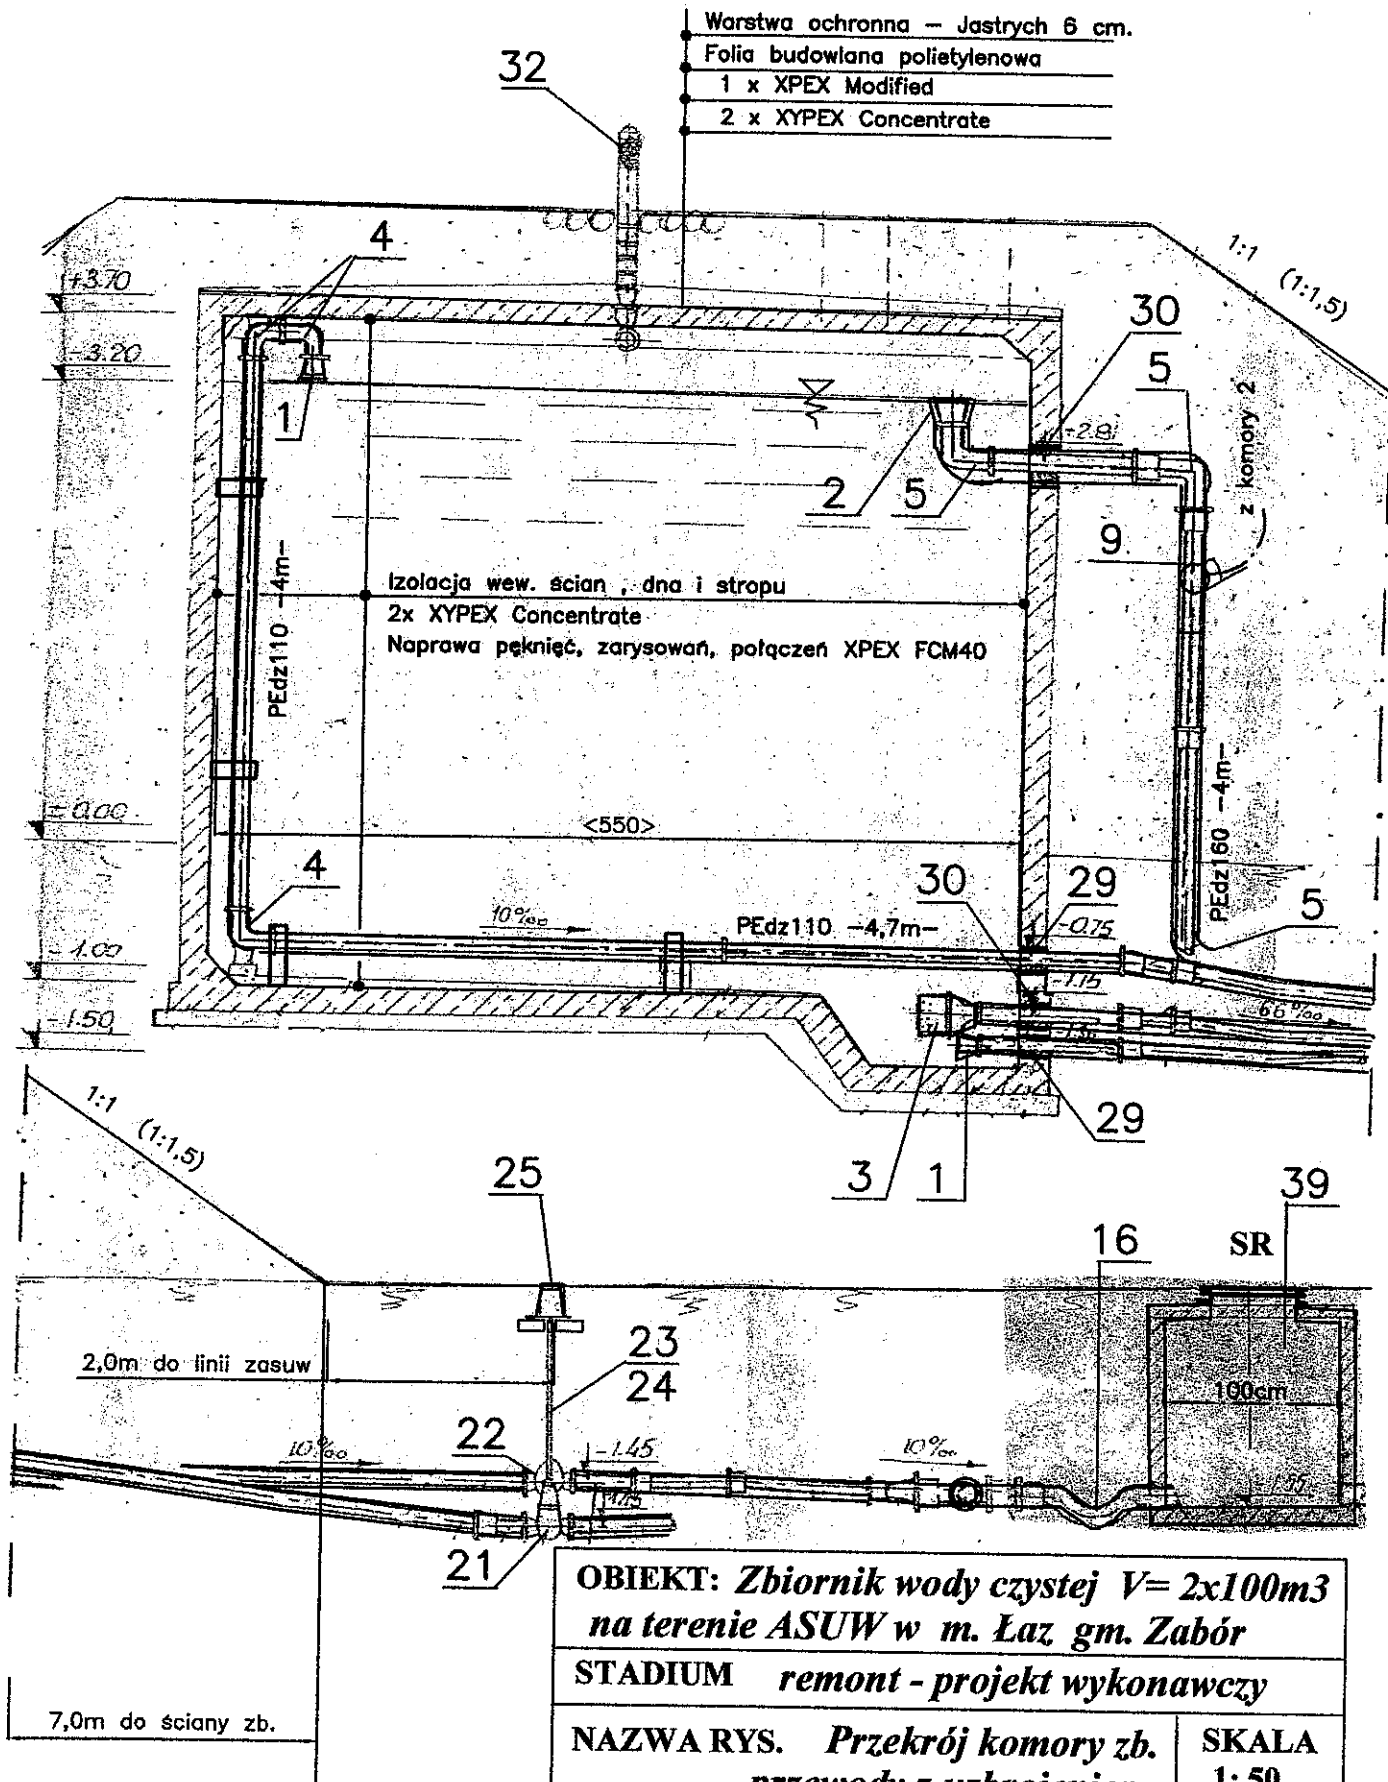 Warstwa ochronna – Jastrych 6 cm.
Folia budowlana polietylenowa
1 x XPEX Modified
2 x XYPEX Concentrate
32
4
1:1
(1:1,5)
+3.70
30
-3.20
5
1
-2.81
z komory 2
2
5
9
PEdz110 -4m-
Izolacja wew. ścian , dna i stropu
2x XYPEX Concentrate
Naprawa pęknięć, zarysowań, połączeń XPEX FCM40
±0.00
<550>
PEdz160 -4m-
4
30
29
10‰
PEdz110 -4,7m-
-0.75
5
-1.00
-1.15
-1.50
66‰
1:1
(1:1,5)
29
3
1
25
39
16
SR
2,0m do linii zasuw
23
24
100cm
22
10‰
-1.45
10‰
21
OBIEKT: Zbiornik wody czystej V= 2x100m3
na terenie ASUW w m. Łaz gm. Zabór
STADIUM remont - projekt wykonawczy
7,0m do ściany zb.
NAZWA RYS. Przekrój komory zb.
SKALA
1: 50